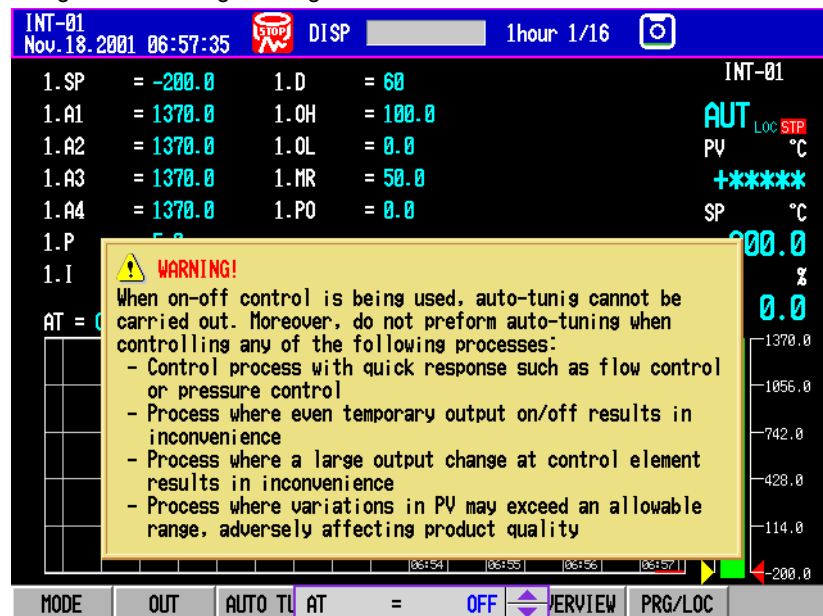 INT-01
Nov.18.2001 06:57:35 STOP DISP 1hour 1/16
1.SP = -200.0 1.D = 60
1.A1 = 1370.0 1.OH = 100.0
1.A2 = 1370.0 1.OL = 0.0
1.A3 = 1370.0 1.MR = 50.0
1.A4 = 1370.0 1.PO = 0.0
1.P
1.I
AT =
INT-01
AUT LOC STP
PV °C
+*****
SP °C
00.0
%
0.0
WARNING!
When on-off control is being used, auto-tunig cannot be
carried out. Moreover, do not preform auto-tuning when
controlling any of the following processes:
- Control process with quick response such as flow control
or pressure control
- Process where even temporary output on/off results in
inconvenience
- Process where a large output change at control element
results in inconvenience
- Process where variations in PV may exceed an allowable
range, adversely affecting product quality
1370.0
1056.0
742.0
428.0
114.0
-200.0
06:54 06:55 06:56 06:57
MODE OUT AUTO TU AT = OFF VERVIEW PRG/LOC